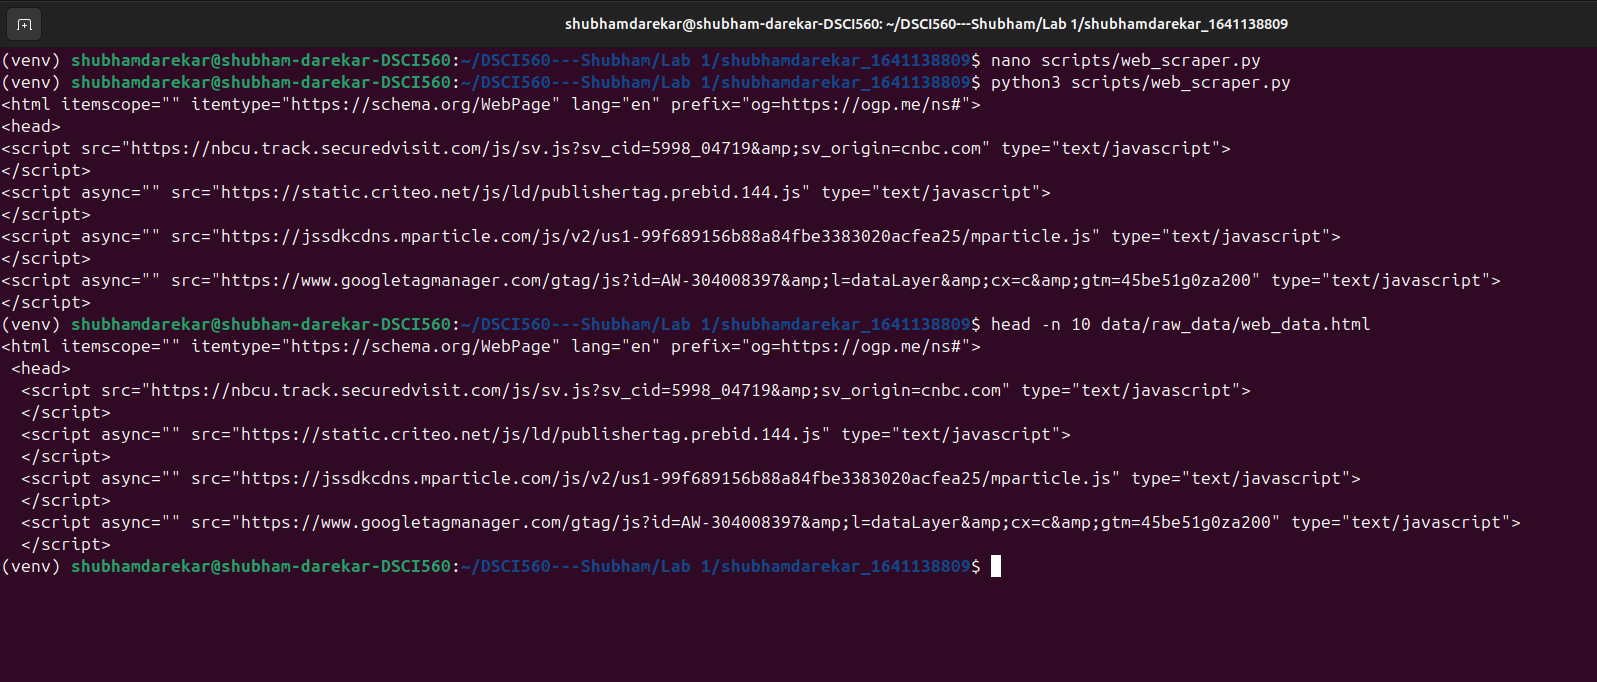 shubhamdarekar@shubham-darekar-DSCI560: ~/DSCI560---Shubham/Lab 1/shubhamdarekar_1641138809
(venv) shubhamdarekar@shubham-darekar-DSCI560:~/DSCI560---Shubham/Lab 1/shubhamdarekar_1641138809$ nano scripts/web_scraper.py
(venv) shubhamdarekar@shubham-darekar-DSCI560:~/DSCI560---Shubham/Lab 1/shubhamdarekar_1641138809$ python3 scripts/web_scraper.py
<html itemscope="" itemtype="https://schema.org/WebPage" lang="en" prefix="og=https://ogp.me/ns#">
<head>
<script src="https://nbcu.track.securedvisit.com/js/sv.js?sv_cid=5998_04719&amp;sv_origin=cnbc.com" type="text/javascript">
</script>
<script async="" src="https://static.criteo.net/js/ld/publishertag.prebid.144.js" type="text/javascript">
</script>
<script async="" src="https://jssdkcdns.mparticle.com/js/v2/us1-99f689156b88a84fbe3383020acfea25/mparticle.js" type="text/javascript">
</script>
<script async="" src="https://www.googletagmanager.com/gtag/js?id=AW-304008397&amp;l=dataLayer&amp;cx=c&amp;gtm=45be51g0za200" type="text/javascript">
</script>
(venv) shubhamdarekar@shubham-darekar-DSCI560:~/DSCI560---Shubham/Lab 1/shubhamdarekar_1641138809$ head -n 10 data/raw_data/web_data.html
<html itemscope="" itemtype="https://schema.org/WebPage" lang="en" prefix="og=https://ogp.me/ns#">
 <head>
  <script src="https://nbcu.track.securedvisit.com/js/sv.js?sv_cid=5998_04719&amp;sv_origin=cnbc.com" type="text/javascript">
  </script>
  <script async="" src="https://static.criteo.net/js/ld/publishertag.prebid.144.js" type="text/javascript">
  </script>
  <script async="" src="https://jssdkcdns.mparticle.com/js/v2/us1-99f689156b88a84fbe3383020acfea25/mparticle.js" type="text/javascript">
  </script>
  <script async="" src="https://www.googletagmanager.com/gtag/js?id=AW-304008397&amp;l=dataLayer&amp;cx=c&amp;gtm=45be51g0za200" type="text/javascript">
  </script>
(venv) shubhamdarekar@shubham-darekar-DSCI560:~/DSCI560---Shubham/Lab 1/shubhamdarekar_1641138809$